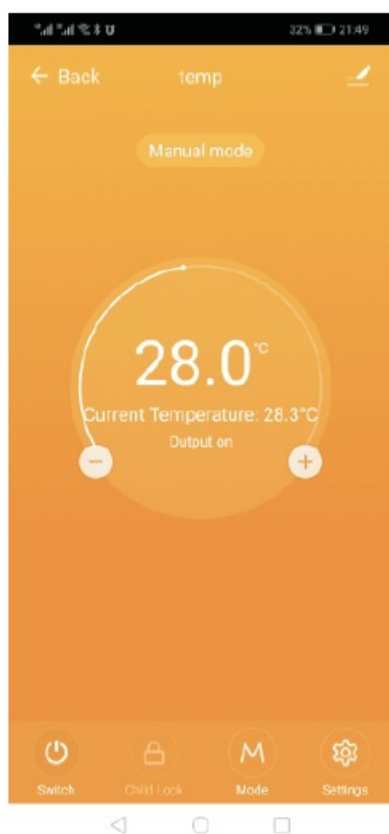 32% 21:49
Back temp
Manual mode
28.0 °C
Current Temperature: 28.3°C
Output on
Switch Child Lock Mode Settings